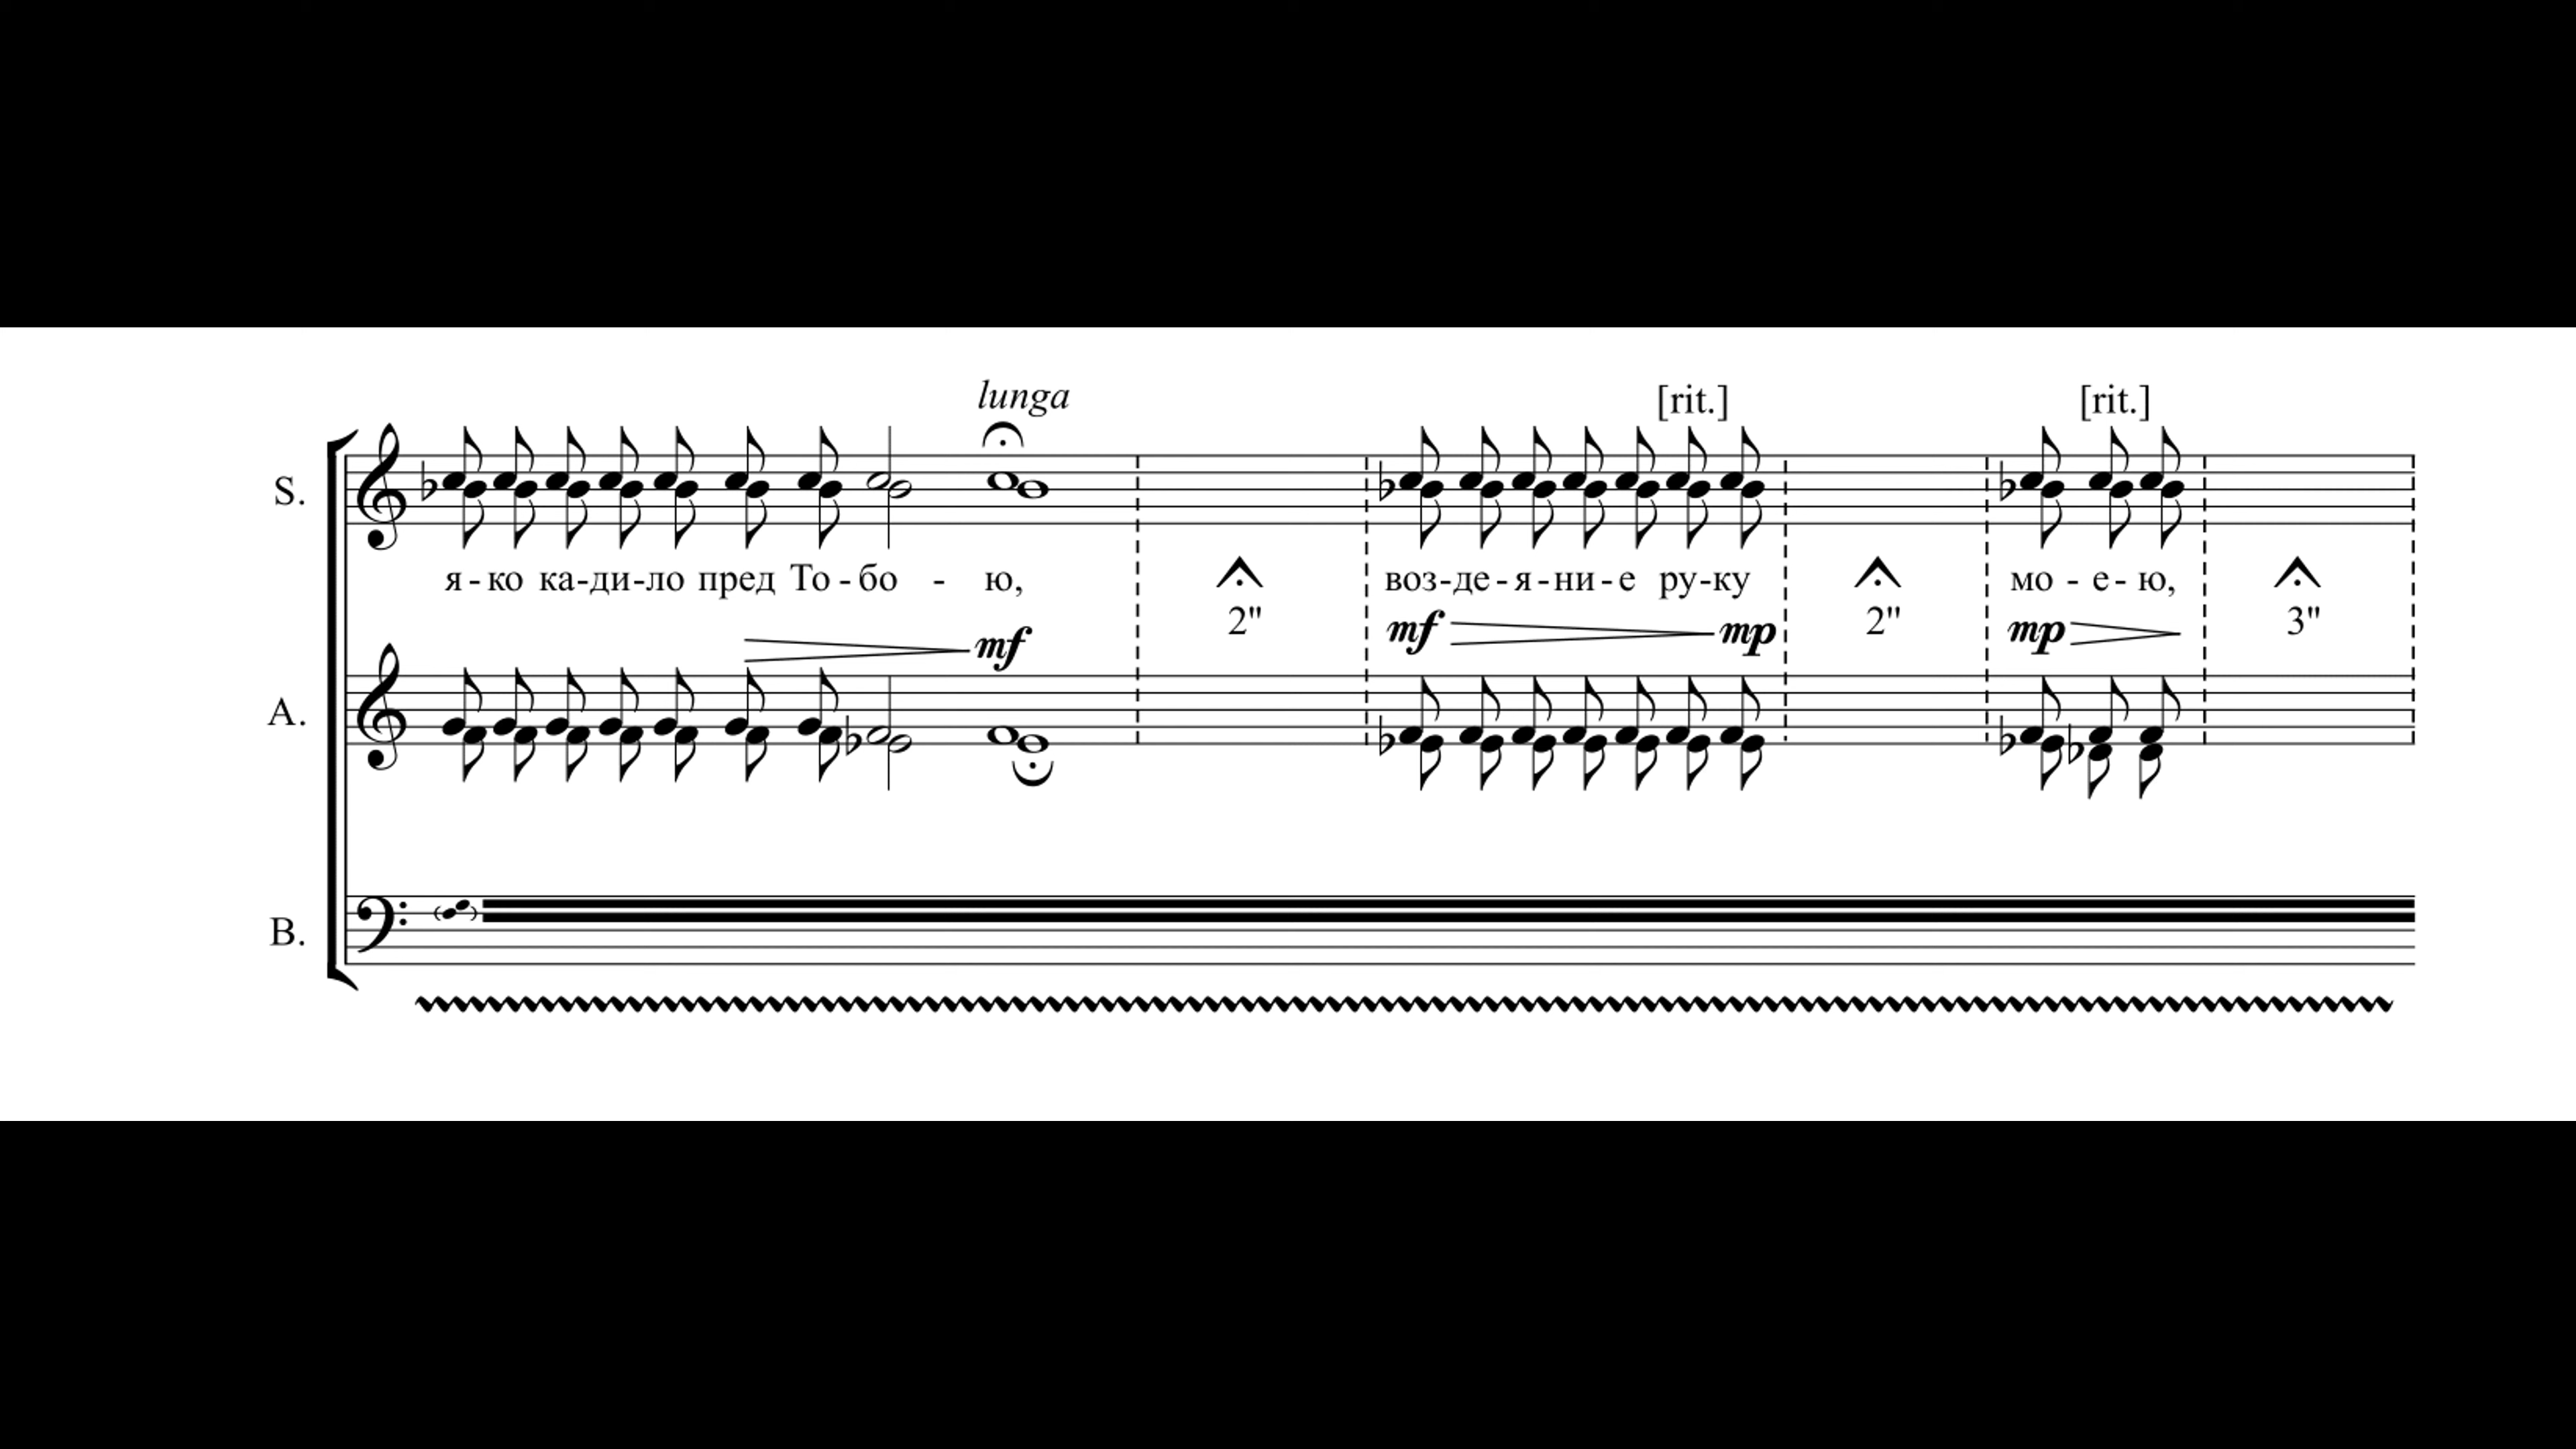 lunga
[rit.] [rit.]
S.
я - ко ка-ди-ло пред То - бо - ю, воз-де - я - ни - е ру-ку мо - е - ю,
2" 2" 3"
mf mf mp mp
A.
B.